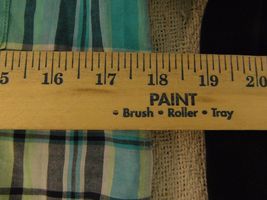 5 16 17 18 19 20
PAINT
• Brush • Roller • Tray